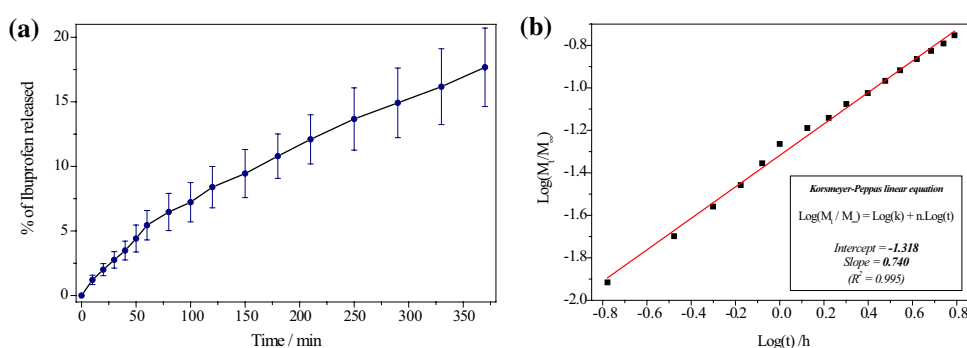 (a)
20
15
10
5
0
% of Ibuprofen released
0 50 100 150 200 250 300 350
Time / min
(b)
-0.8
-1.0
-1.2
-1.4
-1.6
-1.8
-2.0
Log(Mₜ/M∞)
-0.8 -0.6 -0.4 -0.2 0.0 0.2 0.4 0.6 0.8
Log(t) /h
Korsmeyer-Peppas linear equation
Log(Mₜ / M∞) = Log(k) + n.Log(t)
Intercept = -1.318
Slope = 0.740
(R² = 0.995)